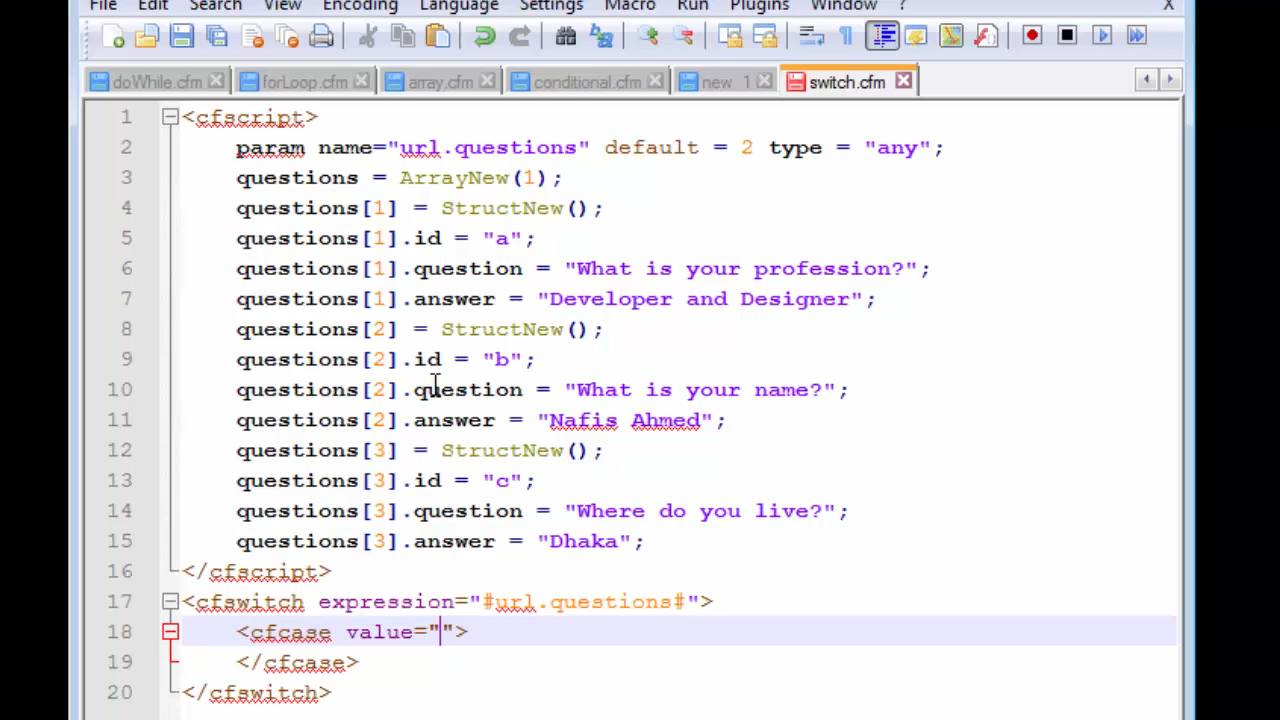 File Edit Search View Encoding Language Settings Macro Run Plugins Window ? X
doWhile.cfm forLoop.cfm array.cfm conditional.cfm new 1 switch.cfm
1 <cfscript>
2 param name="url.questions" default = 2 type = "any";
3 questions = ArrayNew(1);
4 questions[1] = StructNew();
5 questions[1].id = "a";
6 questions[1].question = "What is your profession?";
7 questions[1].answer = "Developer and Designer";
8 questions[2] = StructNew();
9 questions[2].id = "b";
10 questions[2].question = "What is your name?";
11 questions[2].answer = "Nafis Ahmed";
12 questions[3] = StructNew();
13 questions[3].id = "c";
14 questions[3].question = "Where do you live?";
15 questions[3].answer = "Dhaka";
16 </cfscript>
17 <cfswitch expression="#url.questions#">
18 <cfcase value="">
19 </cfcase>
20 </cfswitch>